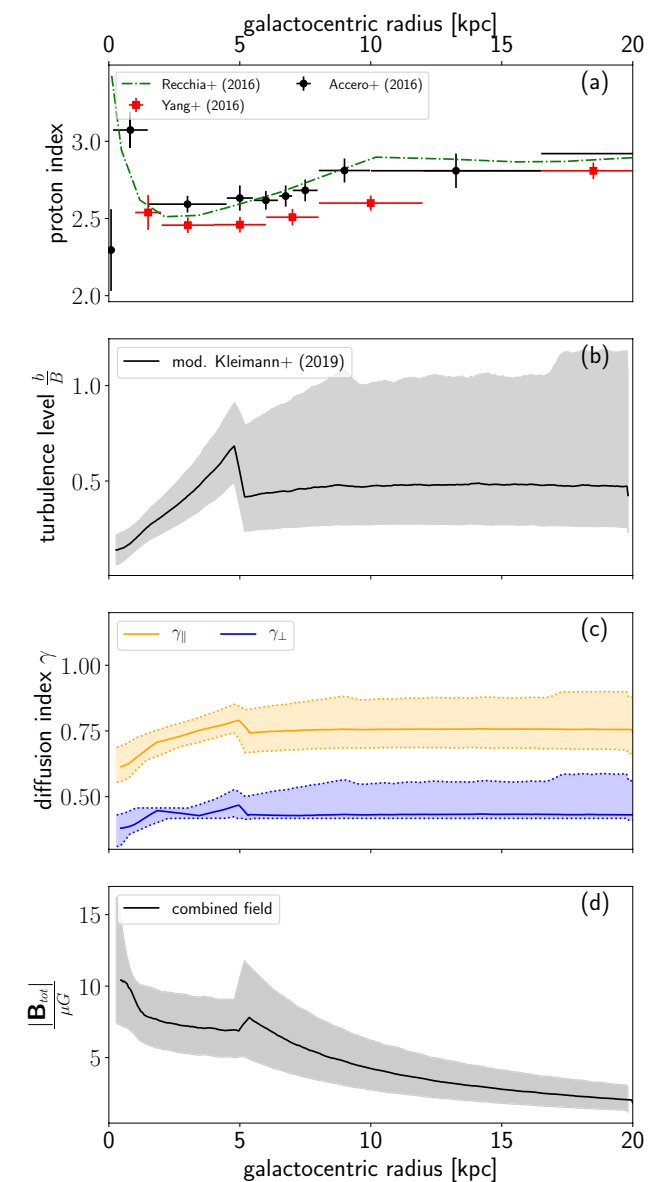 galactocentric radius [kpc]
0 5 10 15 20
(a)
Recchia+ (2016) Accero+ (2016)
Yang+ (2016)
proton index
3.0
2.5
2.0
(b)
mod. Kleimann+ (2019)
turbulence level b/B
1.0
0.5
(c)
γ∥ γ⊥
diffusion index γ
1.00
0.75
0.50
(d)
combined field
|B_tot|/μG
15
10
5
0 5 10 15 20
galactocentric radius [kpc]